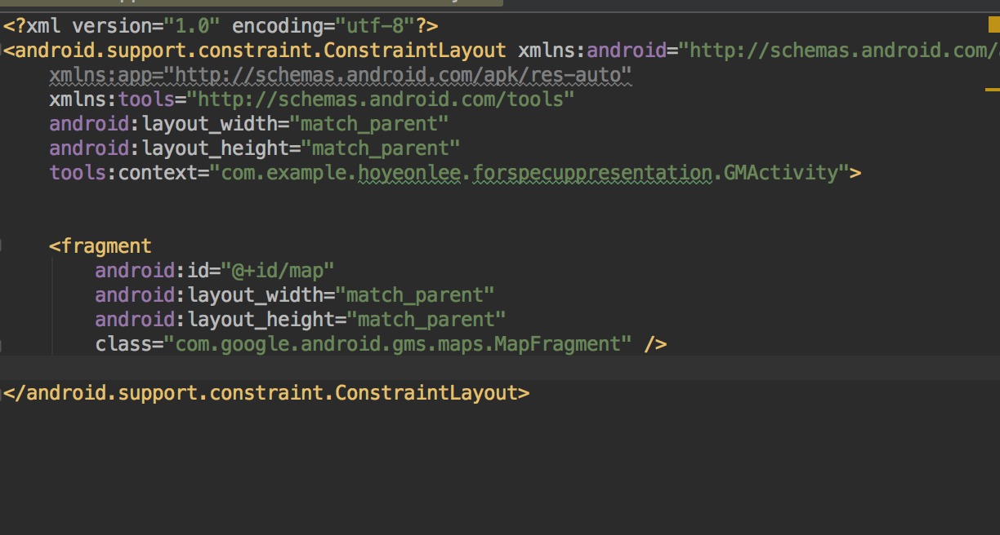 <?xml version="1.0" encoding="utf-8"?>
<android.support.constraint.ConstraintLayout xmlns:android="http://schemas.android.com/
xmlns:app="http://schemas.android.com/apk/res-auto"
xmlns:tools="http://schemas.android.com/tools"
android:layout_width="match_parent"
android:layout_height="match_parent"
tools:context="com.example.hoyeonlee.forspecuppresentation.GMActivity">
<fragment
android:id="@+id/map"
android:layout_width="match_parent"
android:layout_height="match_parent"
class="com.google.android.gms.maps.MapFragment" />
</android.support.constraint.ConstraintLayout>